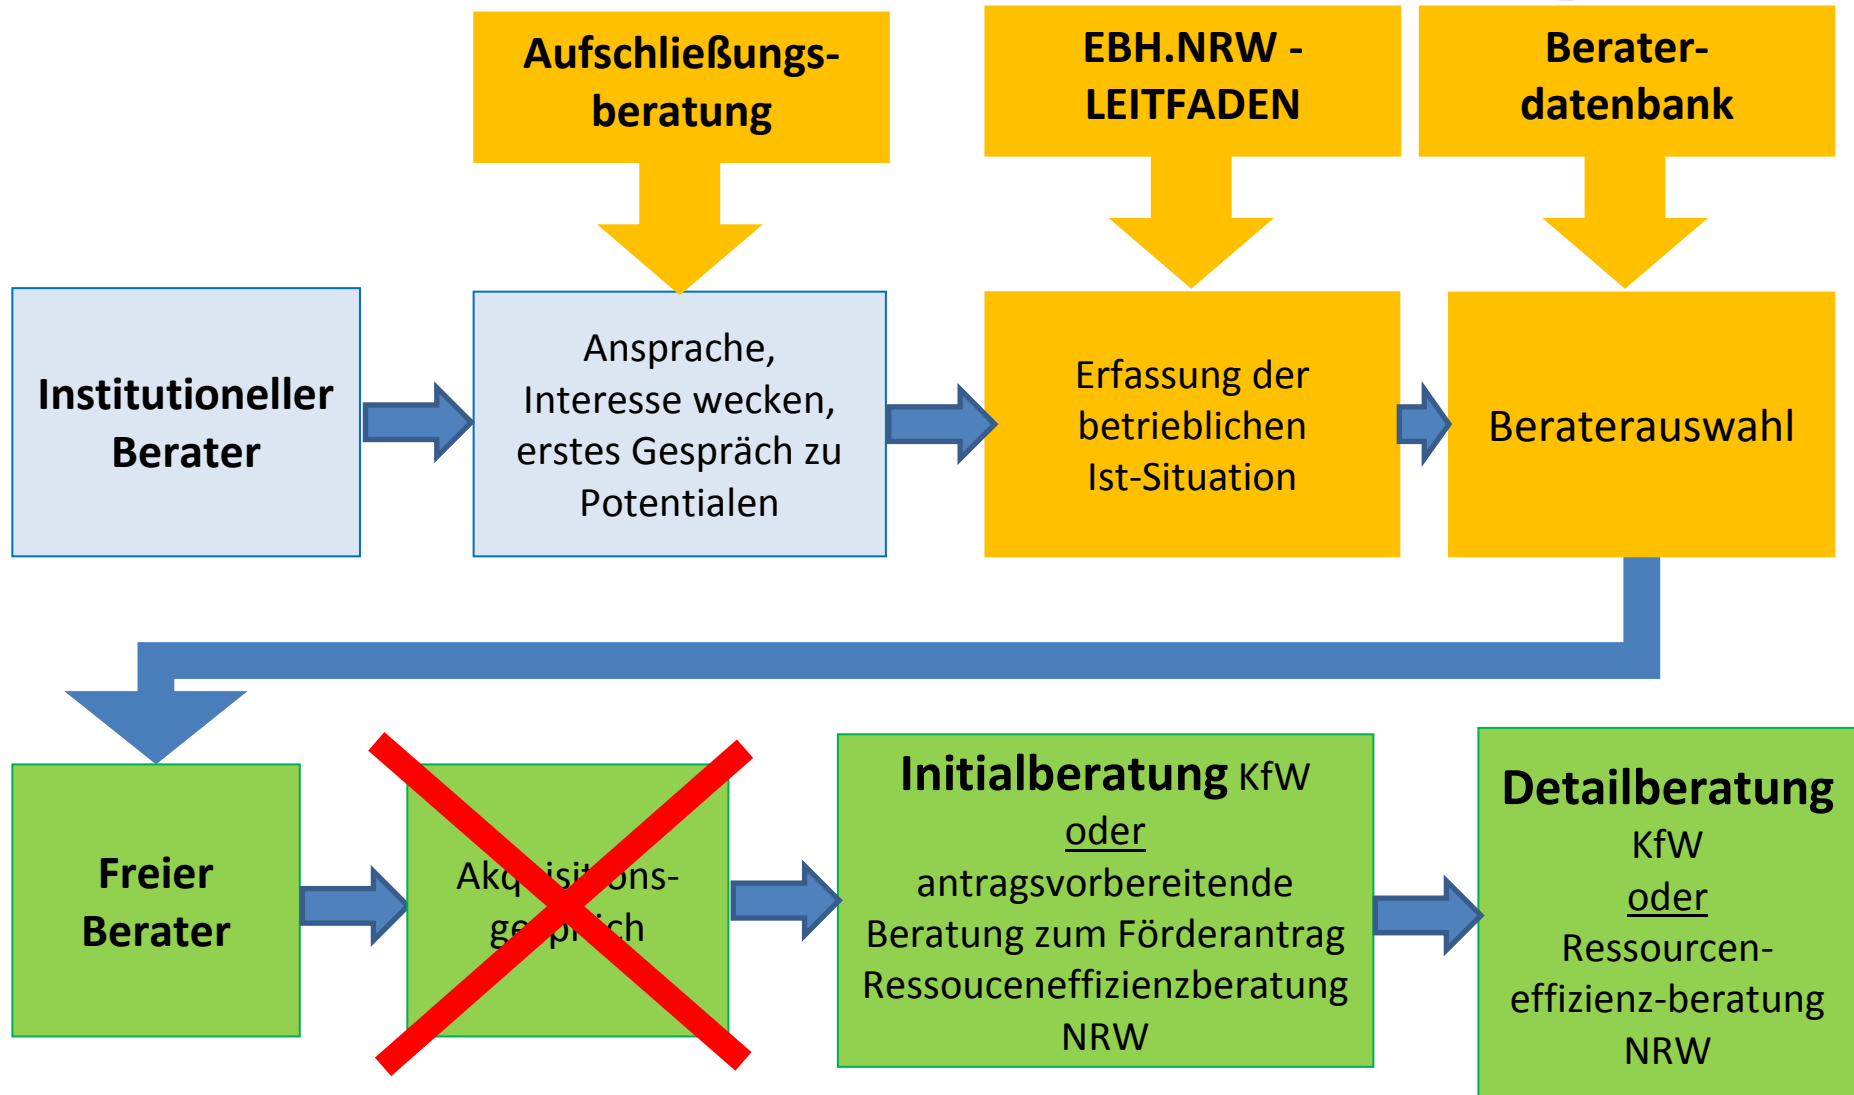 Aufschließungs-
beratung
EBH.NRW -
LEITFADEN
Berater-
datenbank
Institutioneller
Berater
Ansprache,
Interesse wecken,
erstes Gespräch zu
Potentialen
Erfassung der
betrieblichen
Ist-Situation
Beraterauswahl
Freier
Berater
Akquisitions-
gespräch
Initialberatung KfW
oder
antragsvorbereitende
Beratung zum Förderantrag
Ressouceneffizienzberatung
NRW
Detailberatung
KfW
oder
Ressourcen-
effizienz-beratung
NRW